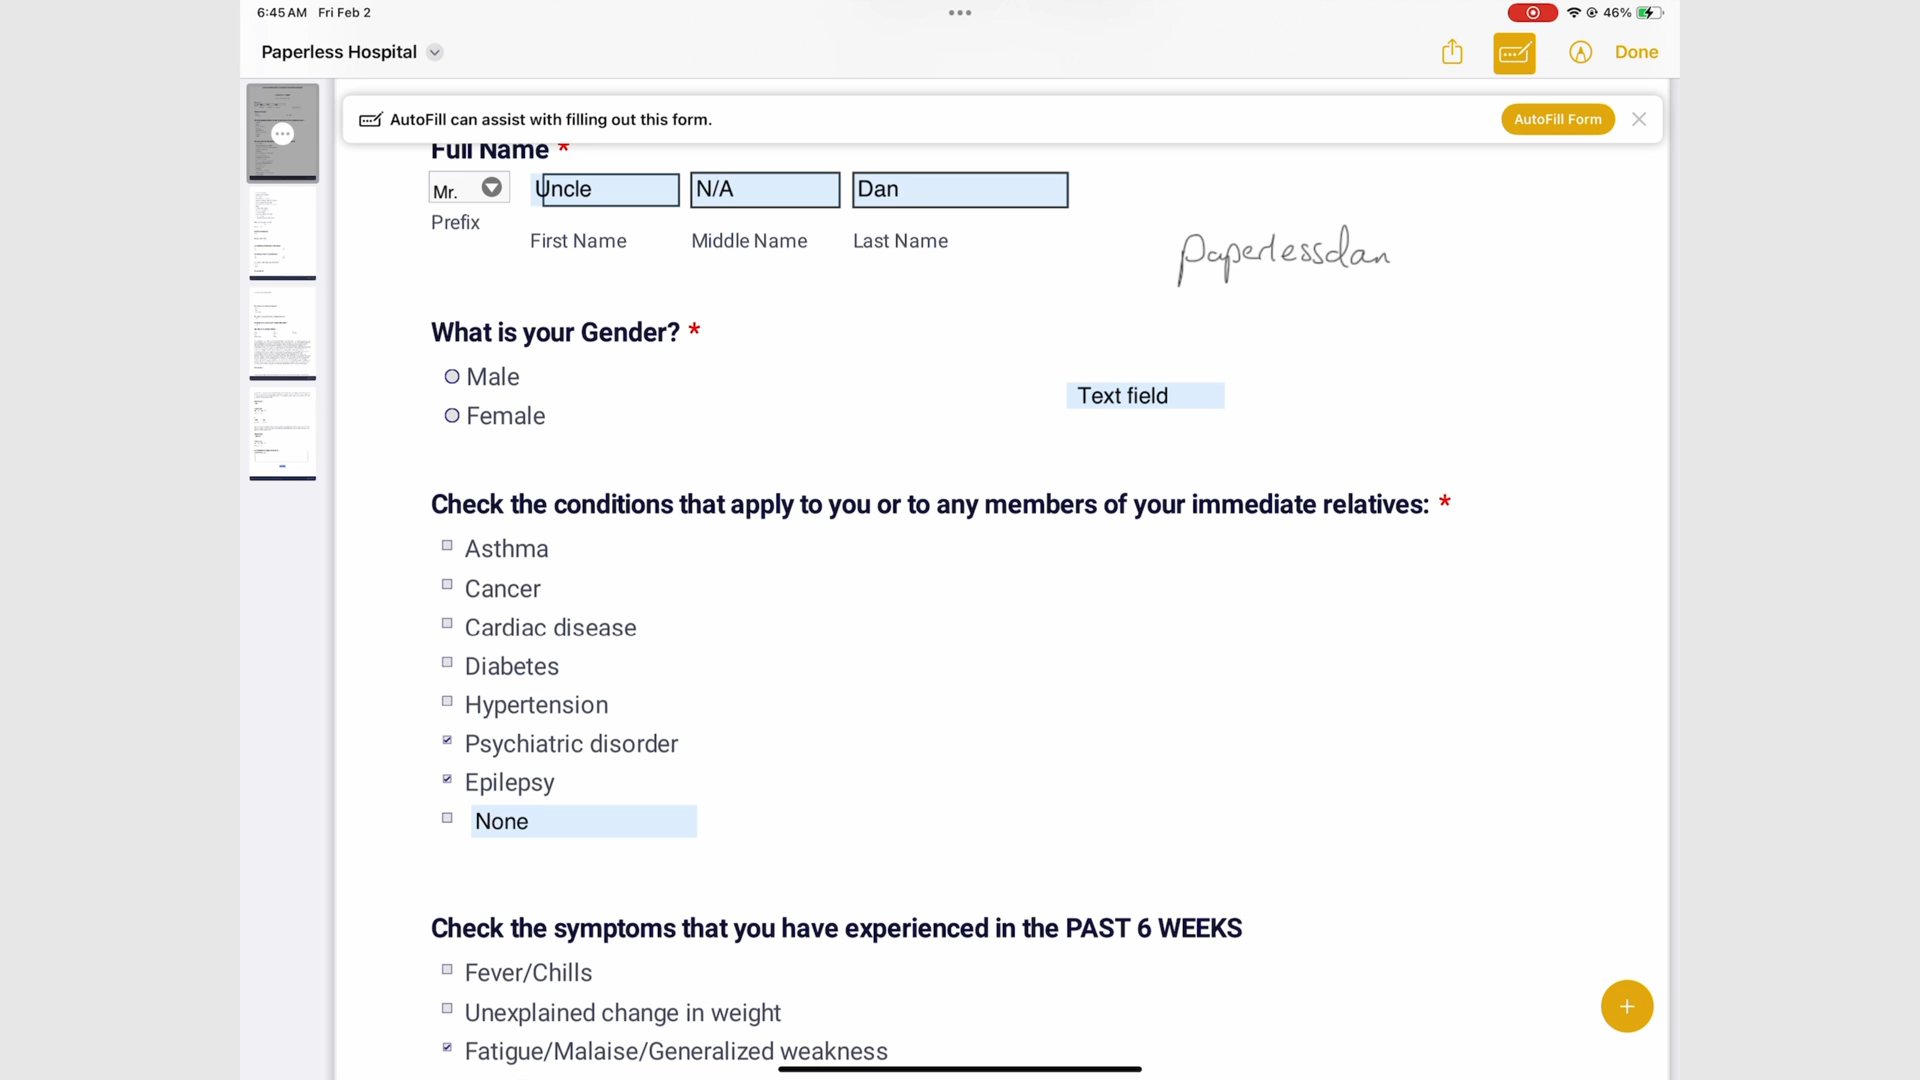 6:45 AM Fri Feb 2
46%
Paperless Hospital
Done
AutoFill can assist with filling out this form.
AutoFill Form
Full Name *
Mr.
Uncle
N/A
Dan
Prefix
First Name
Middle Name
Last Name
paperlessdan
What is your Gender? *
Male
Female
Text field
Check the conditions that apply to you or to any members of your immediate relatives: *
Asthma
Cancer
Cardiac disease
Diabetes
Hypertension
Psychiatric disorder
Epilepsy
None
Check the symptoms that you have experienced in the PAST 6 WEEKS
Fever/Chills
Unexplained change in weight
Fatigue/Malaise/Generalized weakness